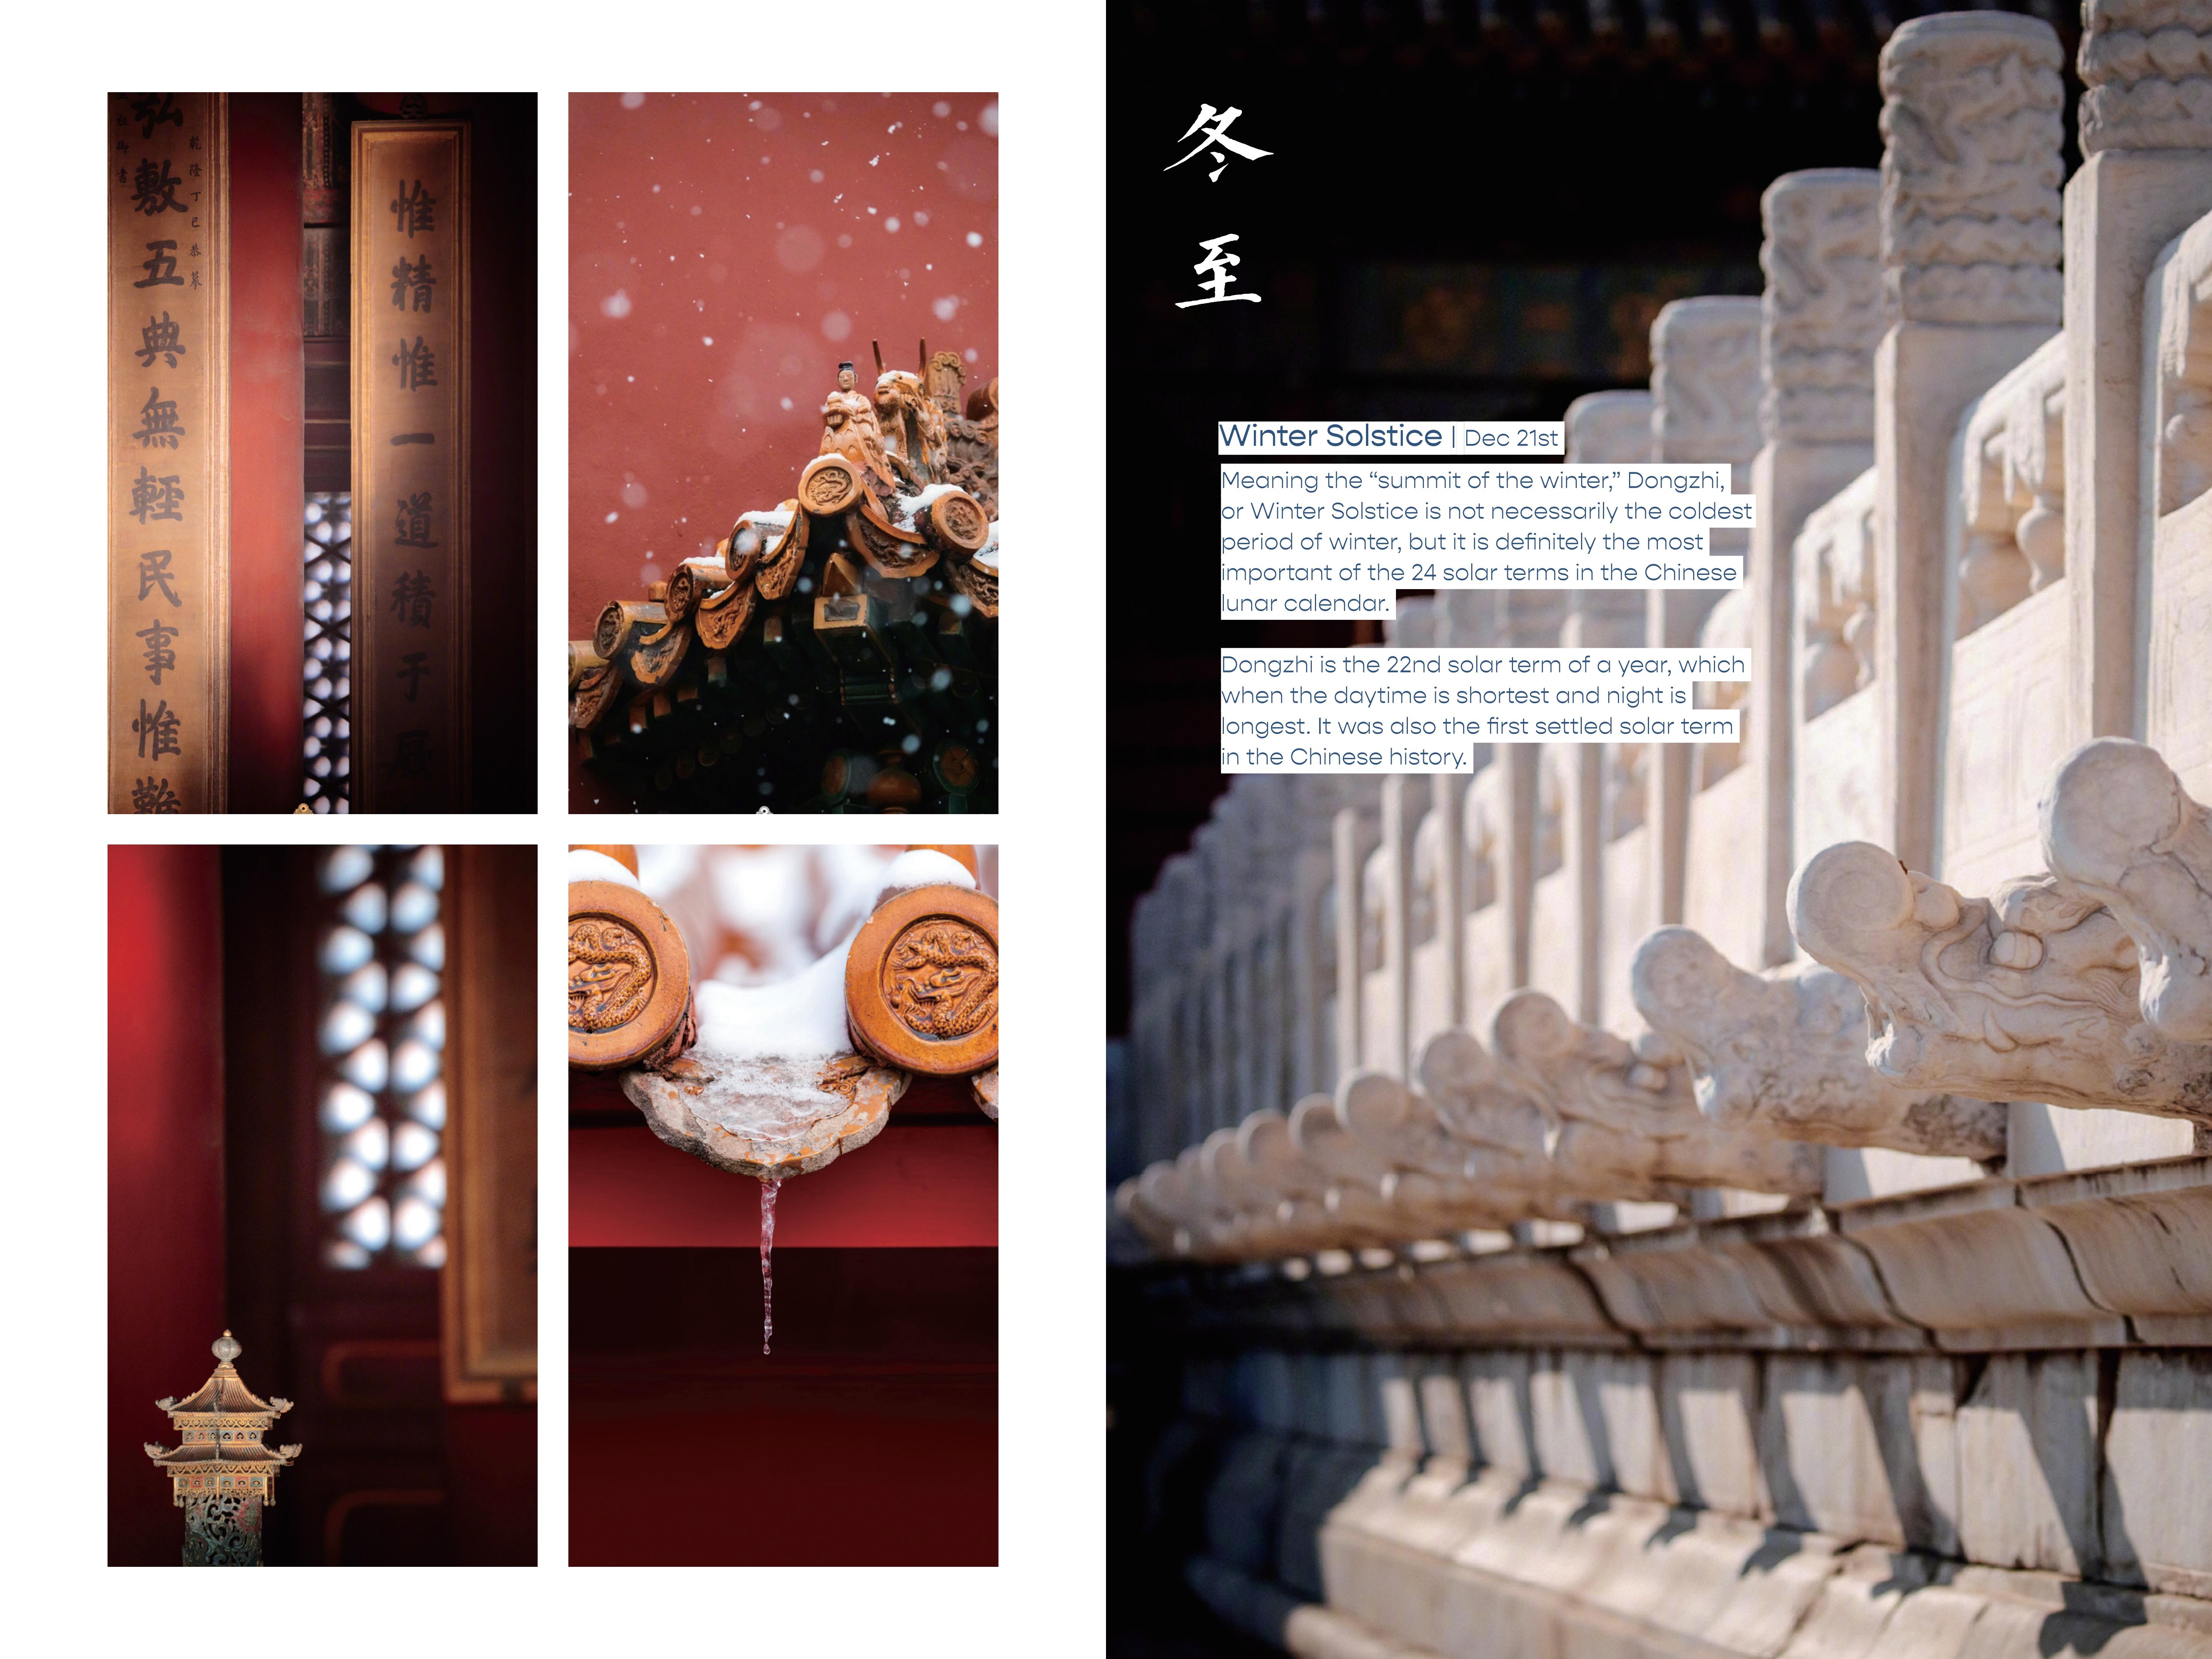 惟精惟一道積于厥
乾隆丁巳恭摹
弘敷五典無輕民事惟難
祖御書
冬至
Winter Solstice | Dec 21st
Meaning the “summit of the winter,” Dongzhi,
or Winter Solstice is not necessarily the coldest
period of winter, but it is definitely the most
important of the 24 solar terms in the Chinese
lunar calendar.
Dongzhi is the 22nd solar term of a year, which
when the daytime is shortest and night is
longest. It was also the first settled solar term
in the Chinese history.